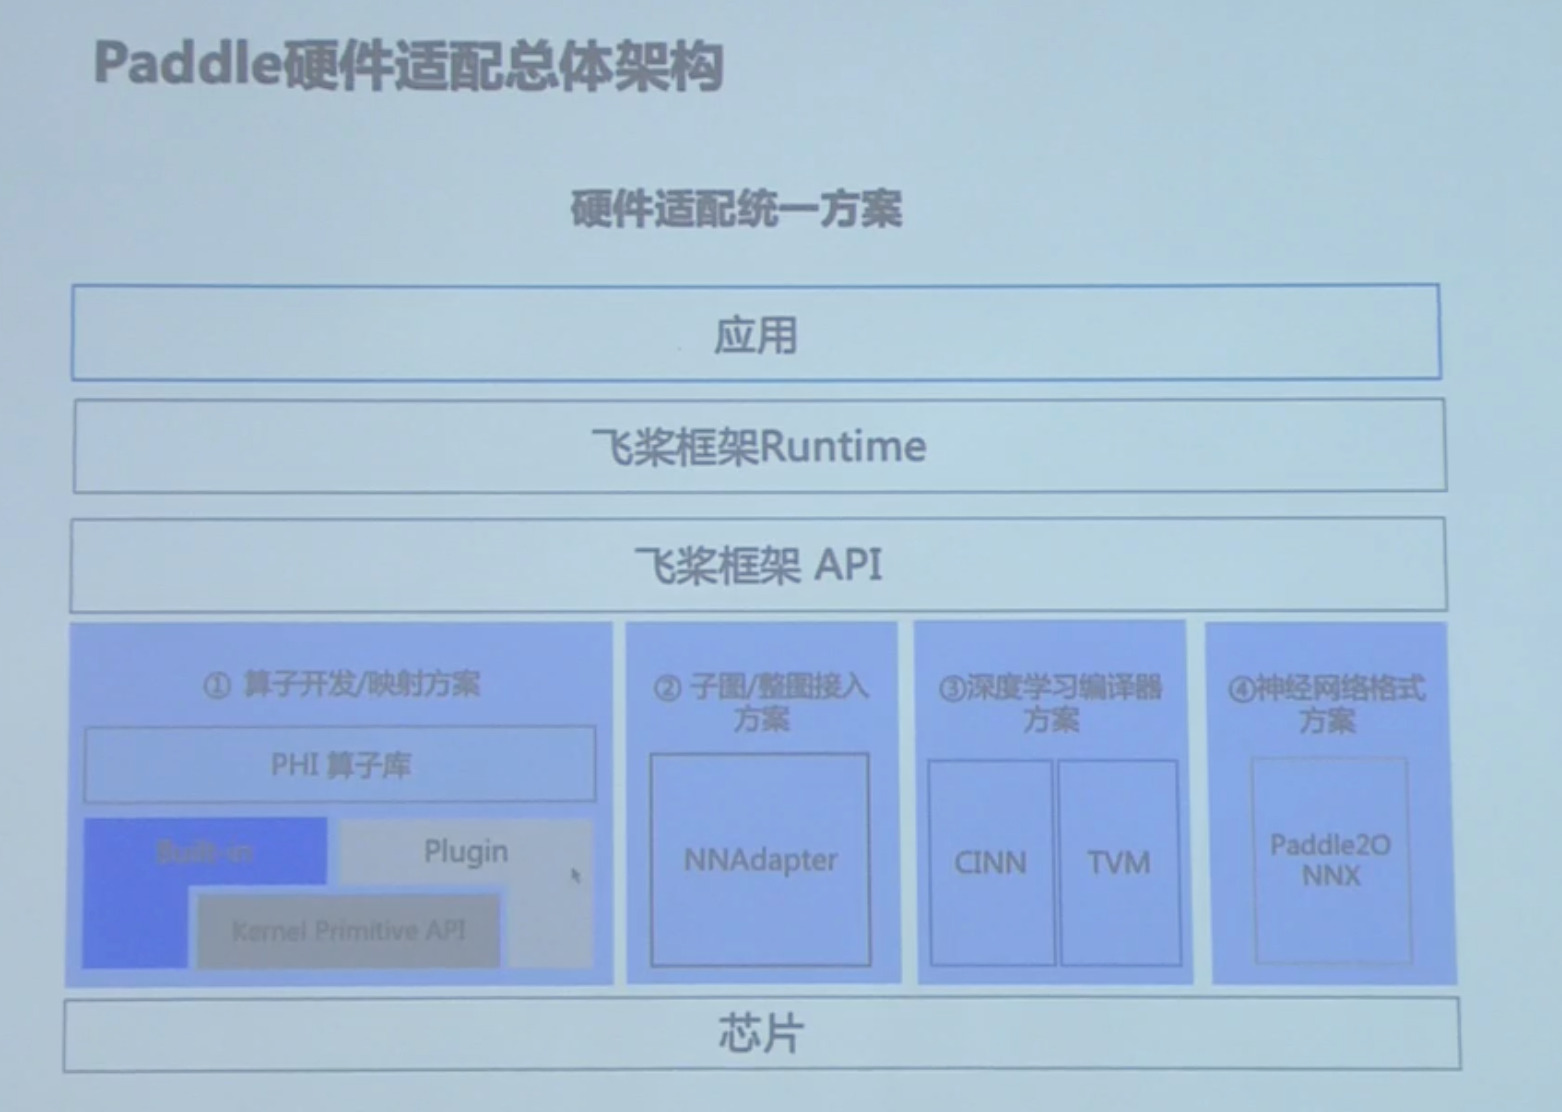 Paddle硬件适配总体架构
硬件适配统一方案
应用
飞桨框架Runtime
飞桨框架 API
① 算子开发/映射方案
PHI 算子库
Built-in
Plugin
Kernel Primitive API
② 子图/整图接入
方案
NNAdapter
③深度学习编译器
方案
CINN
TVM
④神经网络格式
方案
Paddle2O
NNX
芯片